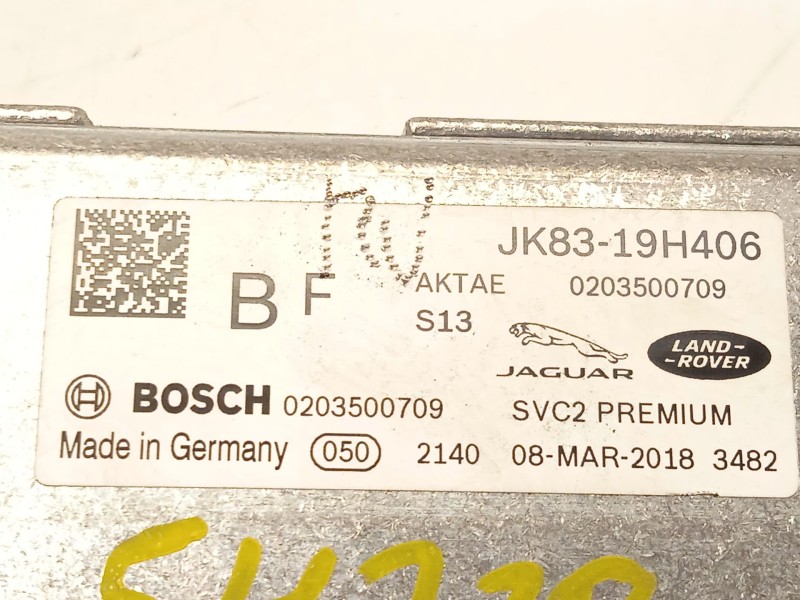 JK83-19H406
B F AKTAE 0203500709
S13
JAGUAR
LAND-
-ROVER
BOSCH 0203500709 SVC2 PREMIUM
Made in Germany 050 2140 08-MAR-2018 3482